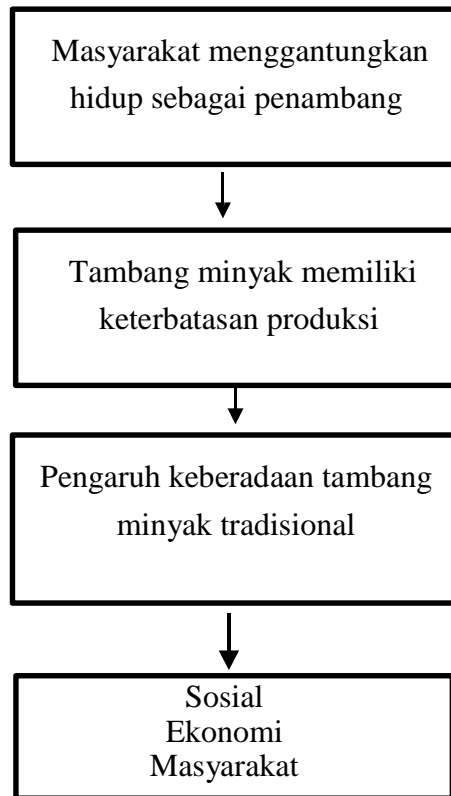 Masyarakat menggantungkan
hidup sebagai penambang
Tambang minyak memiliki
keterbatasan produksi
Pengaruh keberadaan tambang
minyak tradisional
Sosial
Ekonomi
Masyarakat